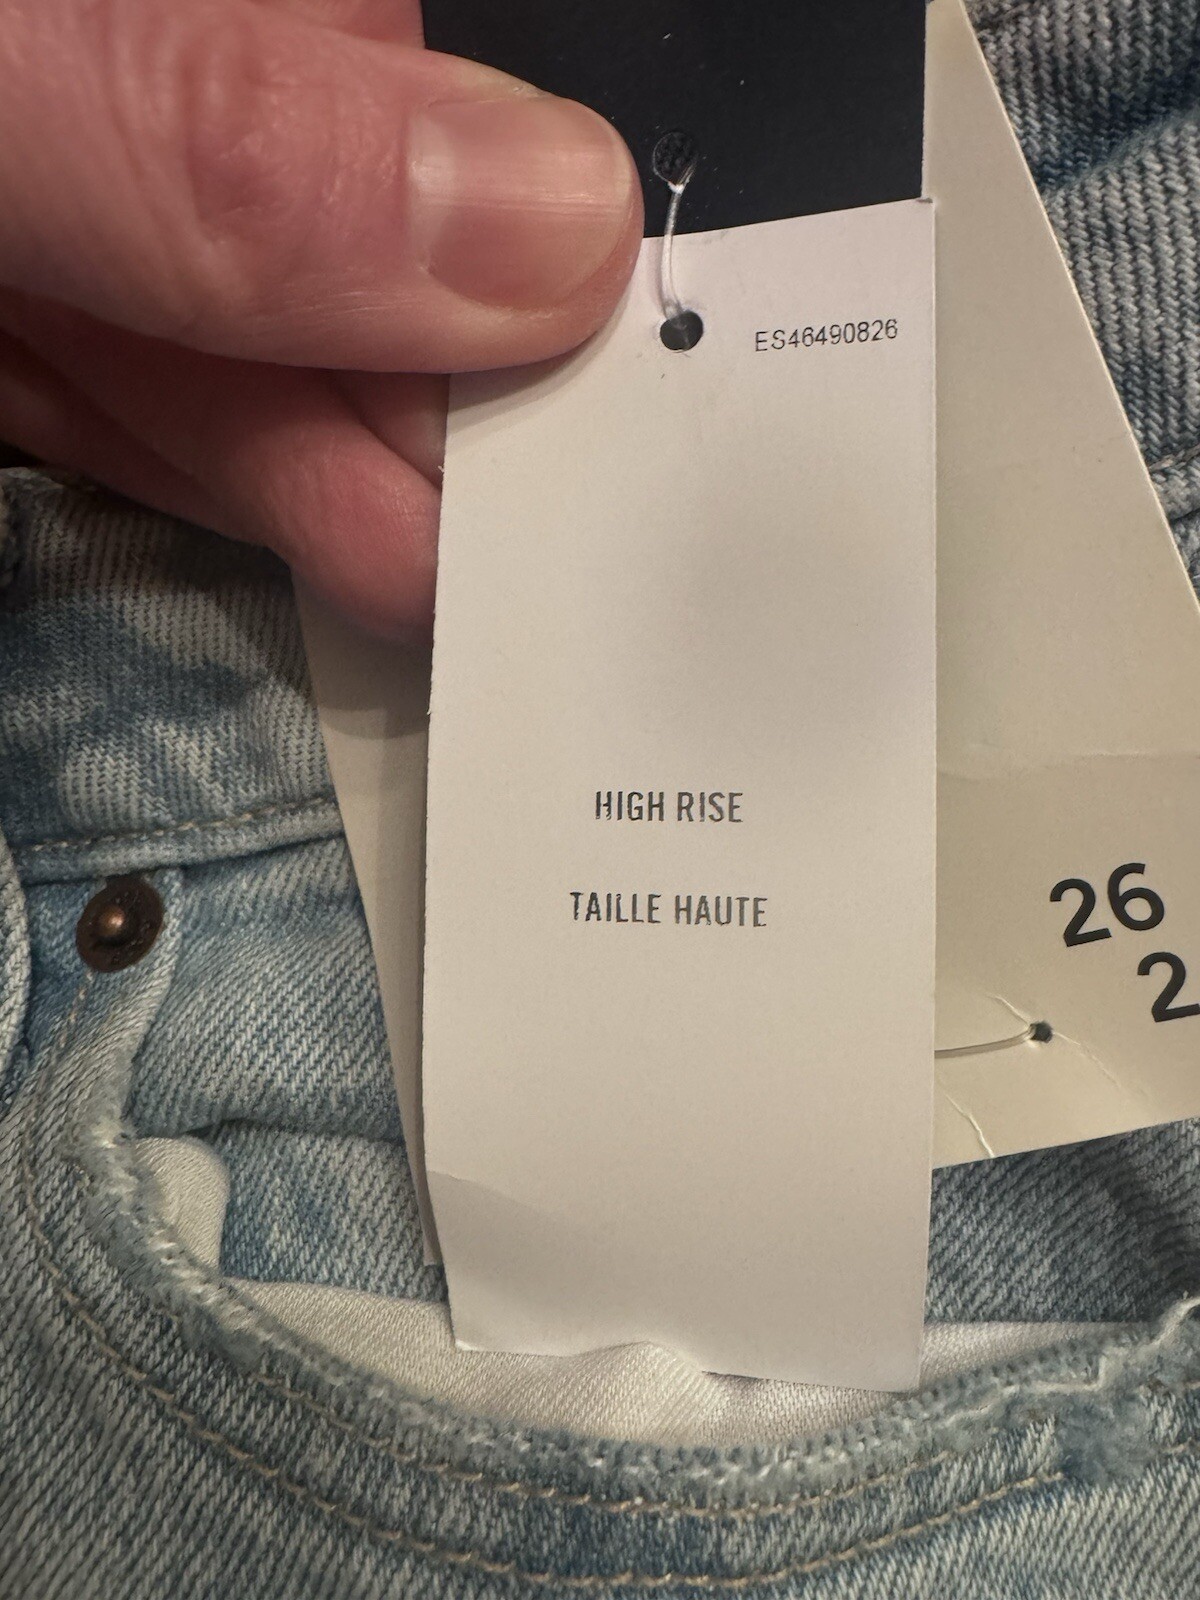 ES46490826
HIGH RISE
TAILLE HAUTE
26
2